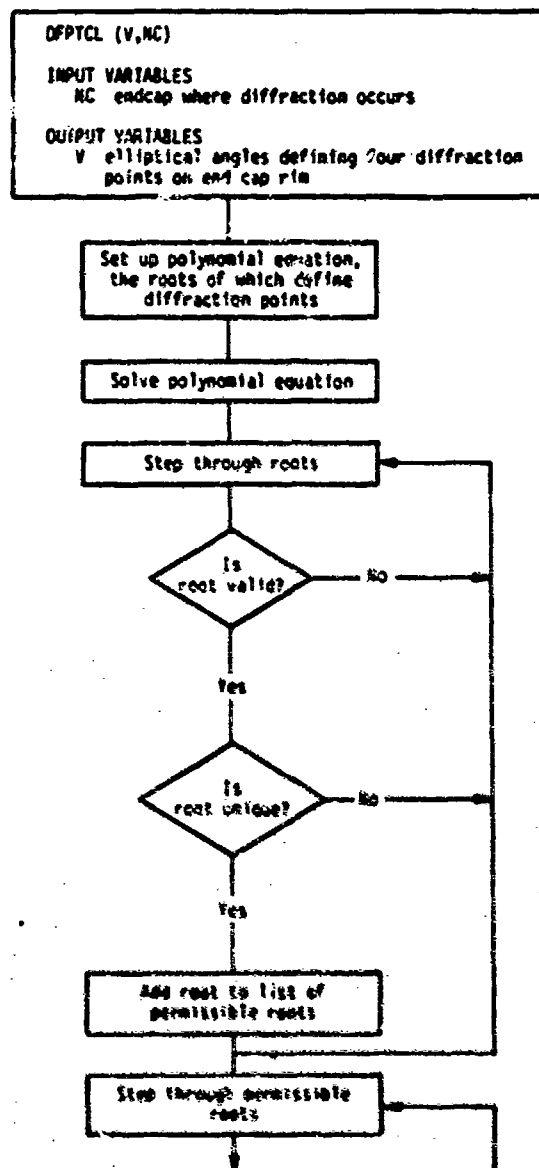 DFPTCL (V,NC)
INPUT VARIABLES
NC endcap where diffraction occurs
OUTPUT VARIABLES
V elliptical angles defining four diffraction
points on end cap rim
Set up polynomial equation,
the roots of which define
diffraction points
Solve polynomial equation
Step through roots
Is
root valid?
No
Yes
Is
root unique?
No
Yes
Add root to list of
permissible roots
Step through permissible
roots